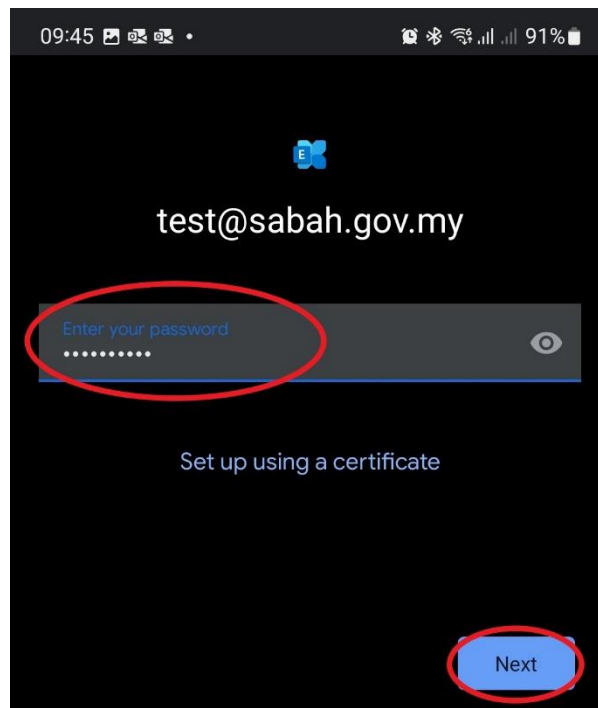 09:45 91%
E
test@sabah.gov.my
Enter your password
••••••••••
Set up using a certificate
Next